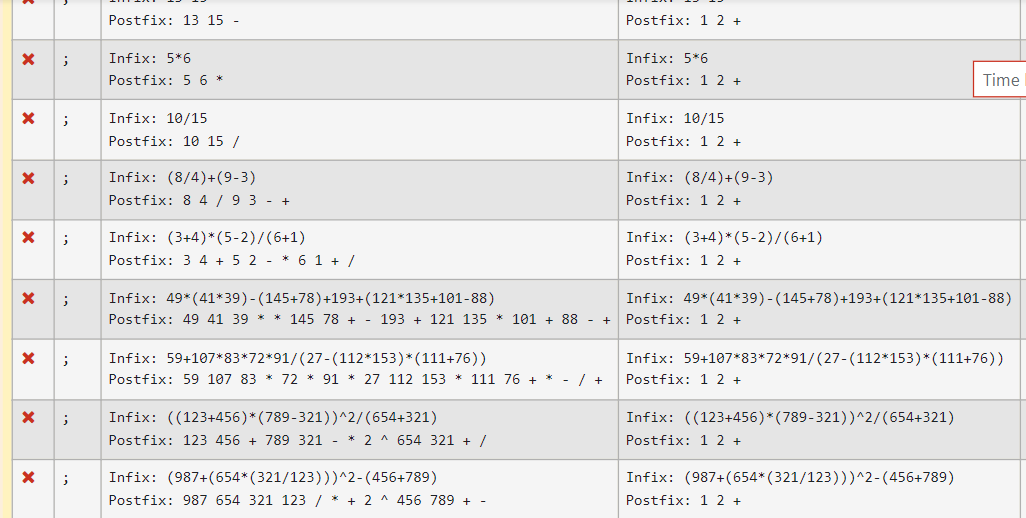 Postfix: 13 15 - Postfix: 1 2 +
; Infix: 5*6 Infix: 5*6
Postfix: 5 6 * Postfix: 1 2 +
Time
; Infix: 10/15 Infix: 10/15
Postfix: 10 15 / Postfix: 1 2 +
; Infix: (8/4)+(9-3) Infix: (8/4)+(9-3)
Postfix: 8 4 / 9 3 - + Postfix: 1 2 +
; Infix: (3+4)*(5-2)/(6+1) Infix: (3+4)*(5-2)/(6+1)
Postfix: 3 4 + 5 2 - * 6 1 + / Postfix: 1 2 +
; Infix: 49*(41*39)-(145+78)+193+(121*135+101-88) Infix: 49*(41*39)-(145+78)+193+(121*135+101-88)
Postfix: 49 41 39 * * 145 78 + - 193 + 121 135 * 101 + 88 - + Postfix: 1 2 +
; Infix: 59+107*83*72*91/(27-(112*153)*(111+76)) Infix: 59+107*83*72*91/(27-(112*153)*(111+76))
Postfix: 59 107 83 * 72 * 91 * 27 112 153 * 111 76 + * - / + Postfix: 1 2 +
; Infix: ((123+456)*(789-321))^2/(654+321) Infix: ((123+456)*(789-321))^2/(654+321)
Postfix: 123 456 + 789 321 - * 2 ^ 654 321 + / Postfix: 1 2 +
; Infix: (987+(654*(321/123)))^2-(456+789) Infix: (987+(654*(321/123)))^2-(456+789)
Postfix: 987 654 321 123 / * + 2 ^ 456 789 + - Postfix: 1 2 +